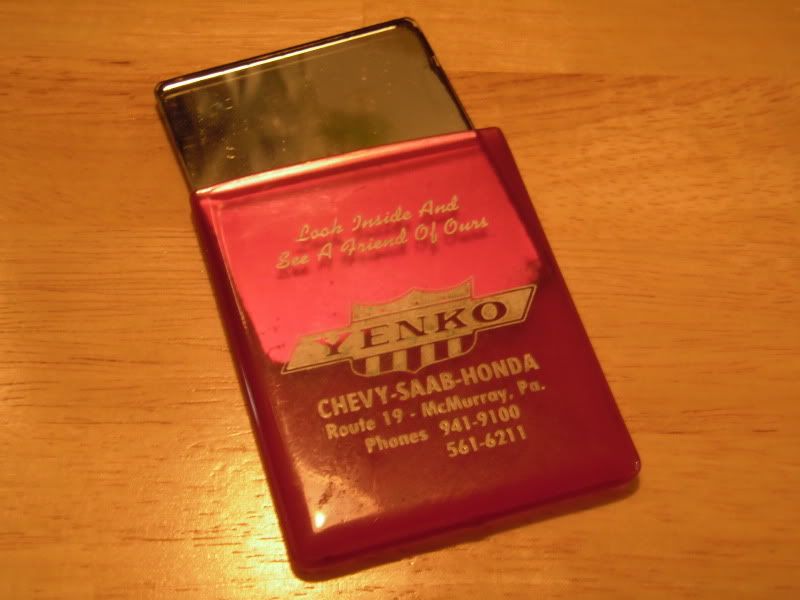 Look Inside And
See A Friend Of Ours
YENKO
CHEVY-SAAB-HONDA
Route 19 - McMurray, Pa.
Phones 941-9100
561-6211